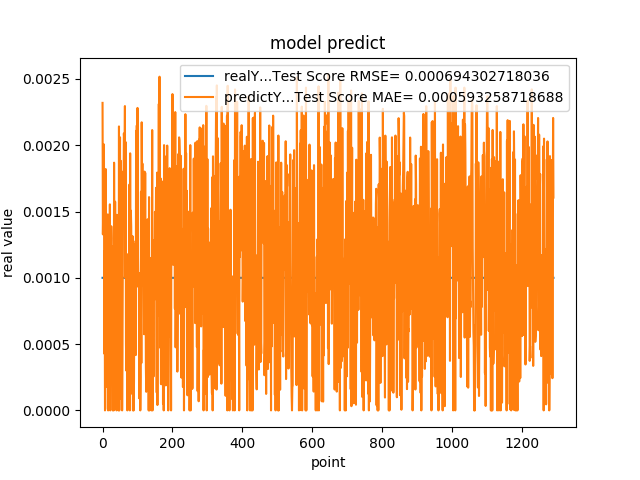 model predict
realY...Test Score RMSE= 0.000694302718036
predictY...Test Score MAE= 0.000593258718688
real value
0.0025
0.0020
0.0015
0.0010
0.0005
0.0000
0 200 400 600 800 1000 1200
point